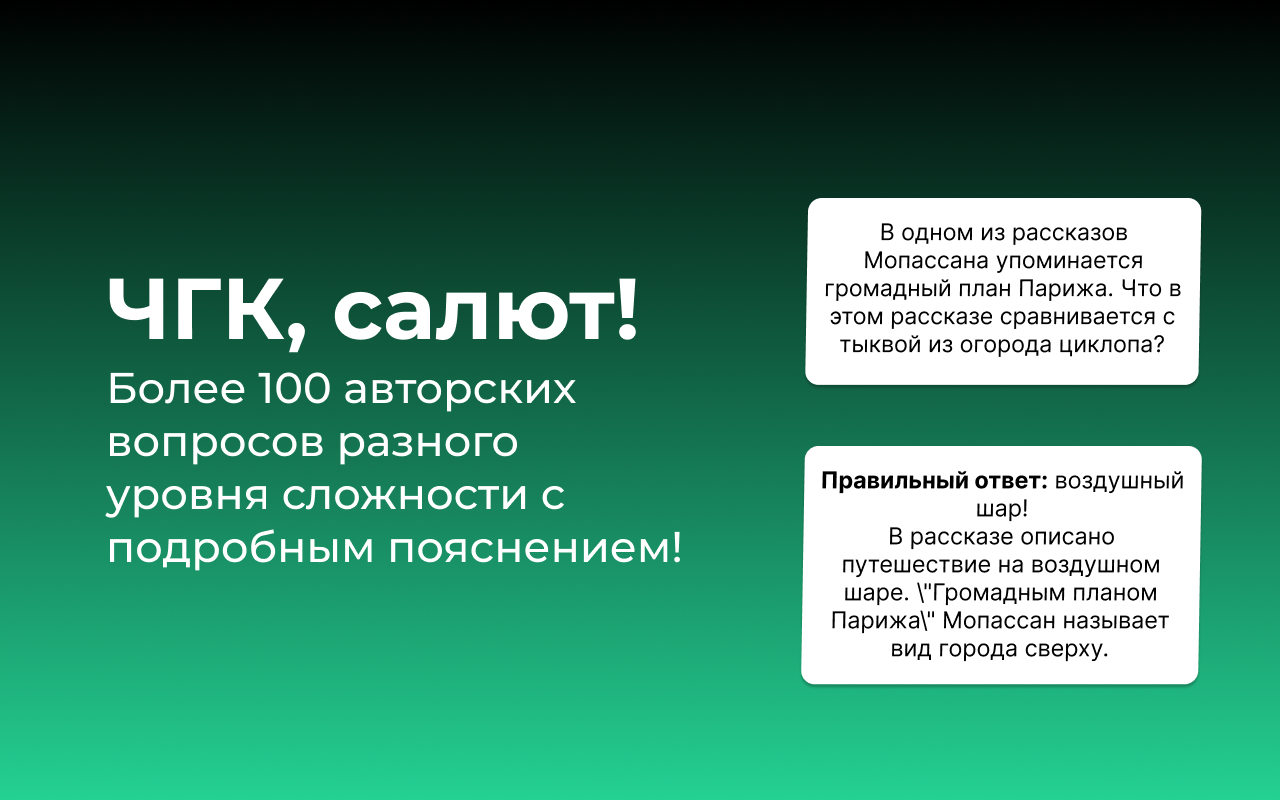 ЧГК, салют!
Более 100 авторских
вопросов разного
уровня сложности с
подробным пояснением!
В одном из рассказов
Мопассана упоминается
громадный план Парижа. Что в
этом рассказе сравнивается с
тыквой из огорода циклопа?
Правильный ответ: воздушный
шар!
В рассказе описано
путешествие на воздушном
шаре. \"Громадным планом
Парижа\" Мопассан называет
вид города сверху.